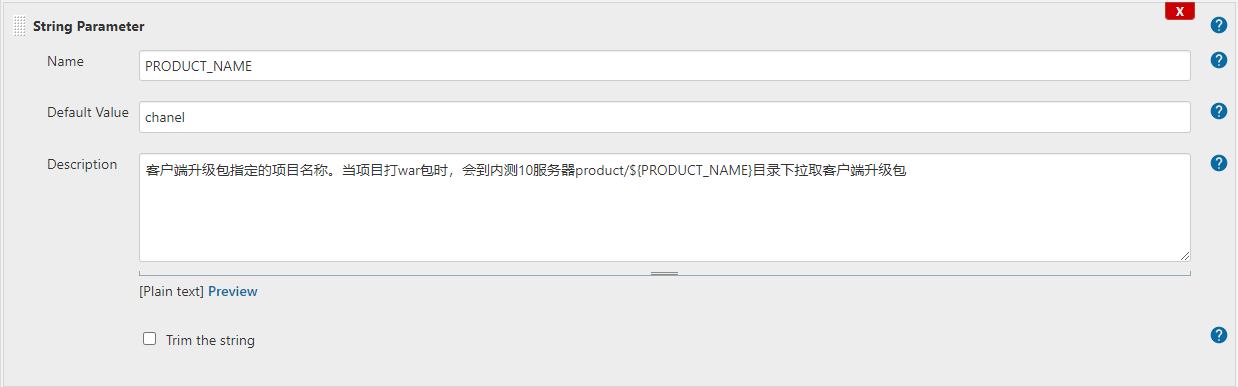 String Parameter
X
?
Name
PRODUCT_NAME
?
Default Value
chanel
?
Description
客户端升级包指定的项目名称。当项目打war包时，会到内测10服务器product/${PRODUCT_NAME}目录下拉取客户端升级包
?
[Plain text] Preview
Trim the string
?